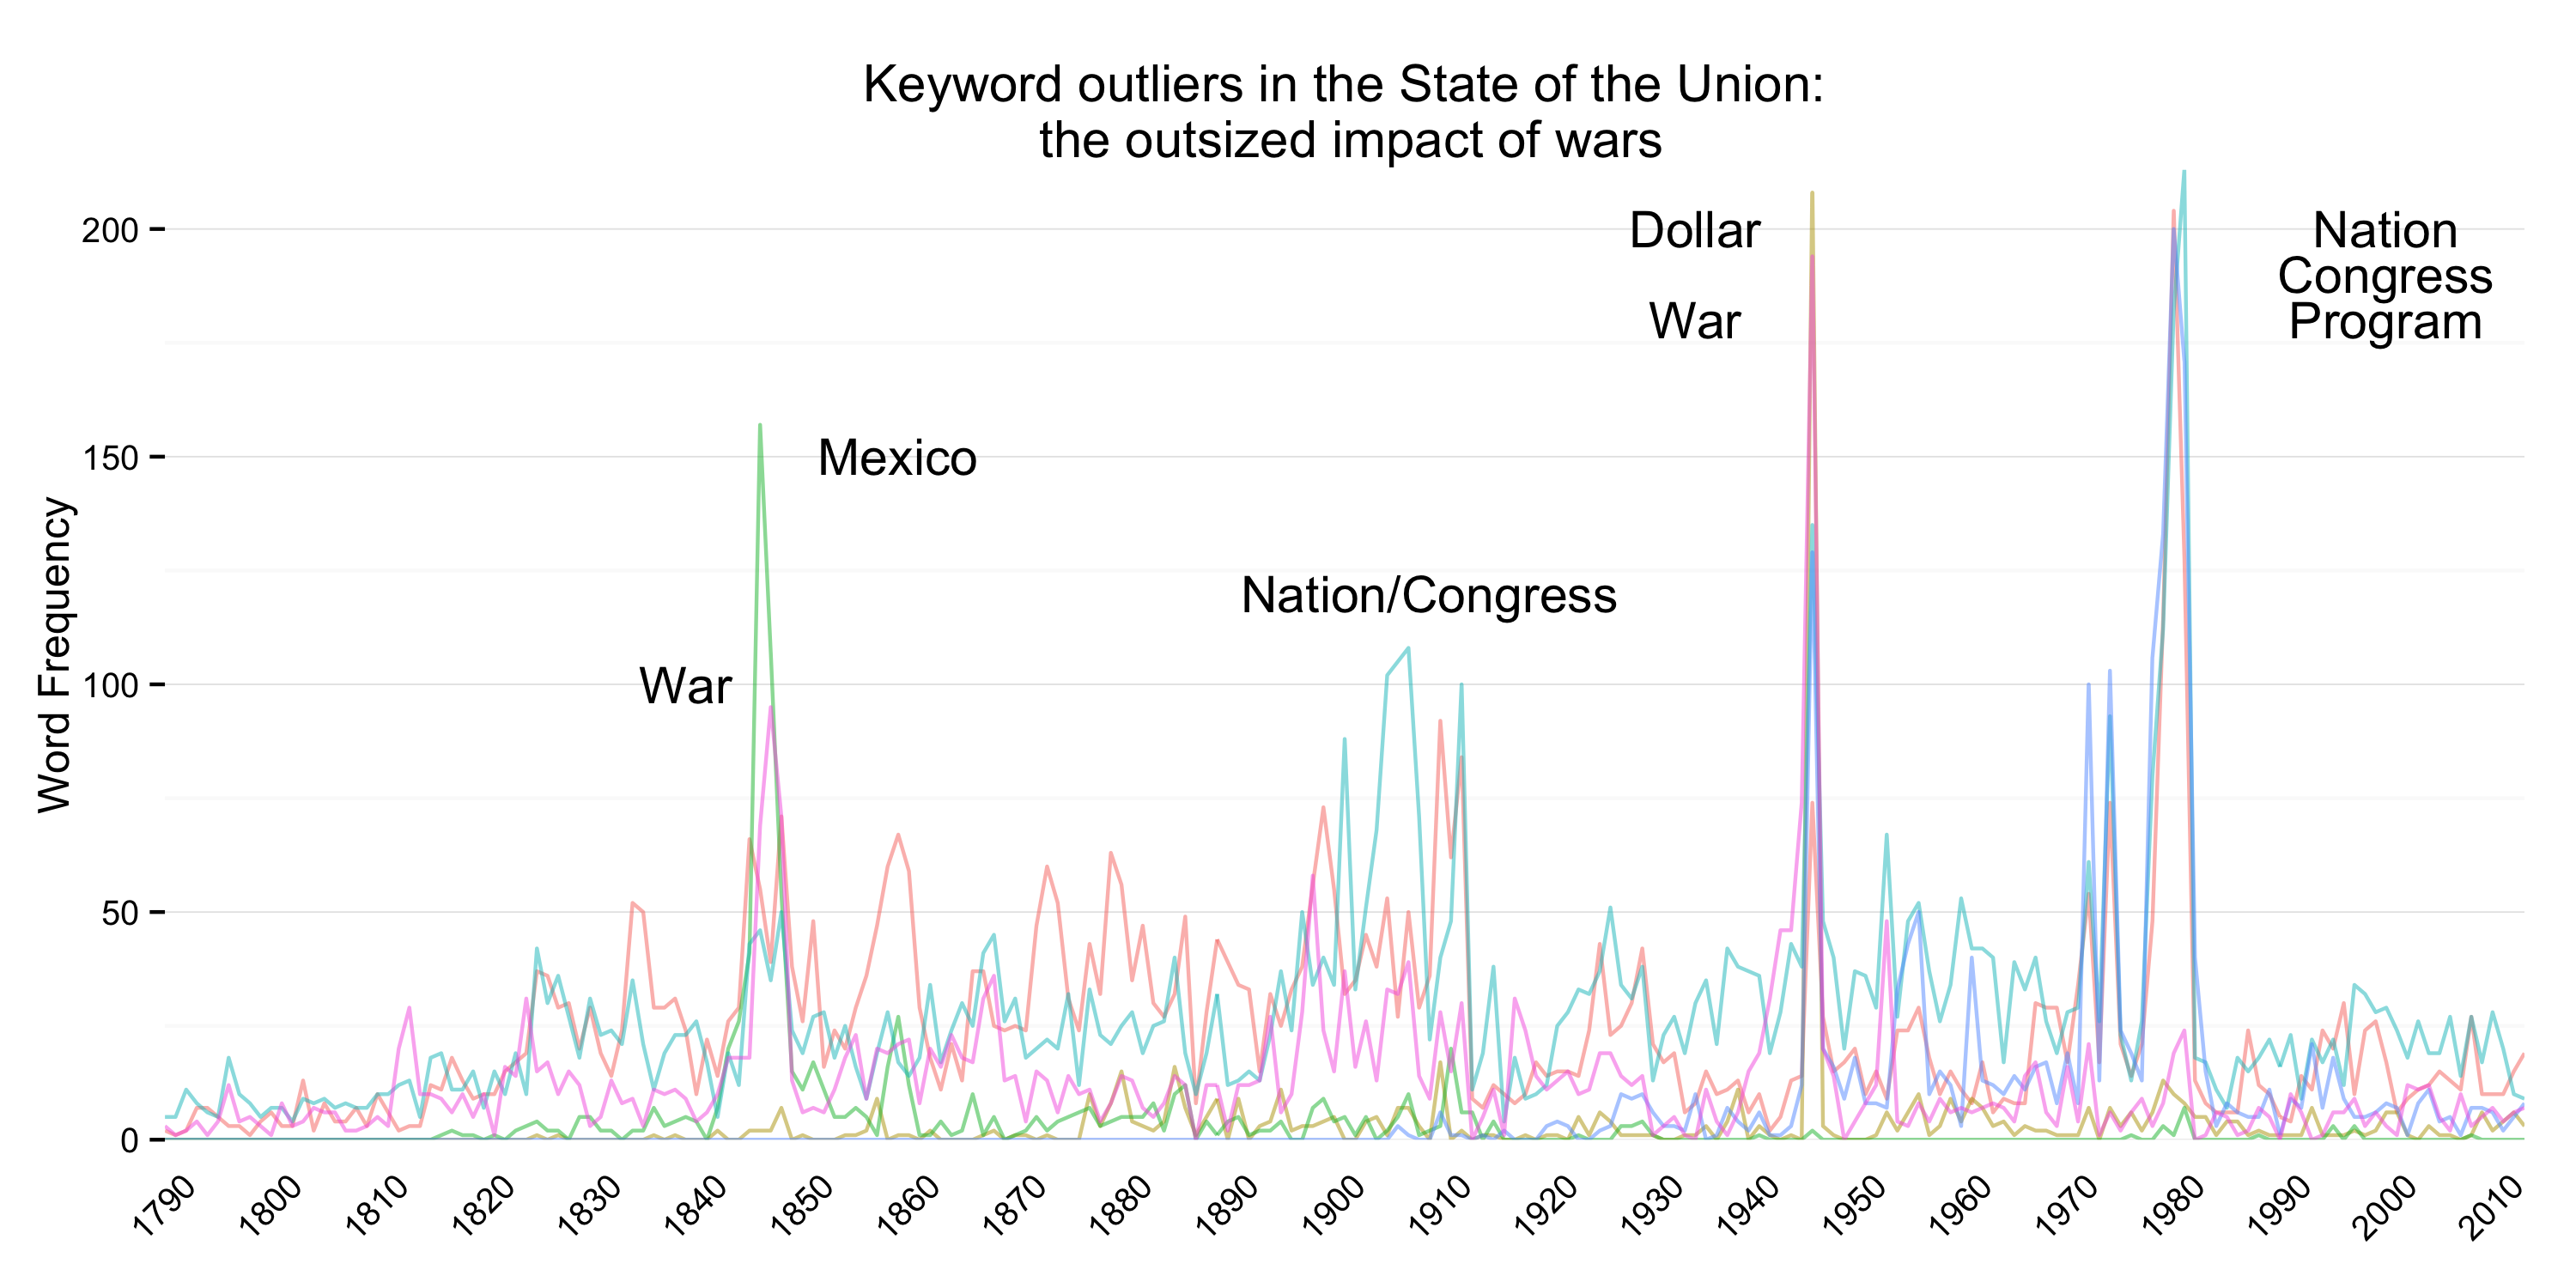 Keyword outliers in the State of the Union:
the outsized impact of wars
Word Frequency
200
150
100
50
0
Dollar
War
Nation
Congress
Program
Mexico
Nation/Congress
War
1790
1800
1810
1820
1830
1840
1850
1860
1870
1880
1890
1900
1910
1920
1930
1940
1950
1960
1970
1980
1990
2000
2010